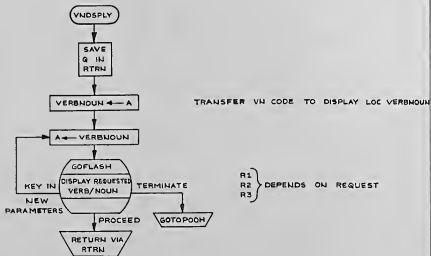 VNDSPLY
SAVE
Q IN
RTRN
VERBNOUN ← A
TRANSFER VN CODE TO DISPLAY LOC VERBNOUN
A ← VERBNOUN
GOFLASH
DISPLAY REQUESTED
VERB/NOUN
KEY IN
NEW
PARAMETERS
TERMINATE
GOTOPOOH
R1
R2
R3
DEPENDS ON REQUEST
PROCEED
RETURN VIA
RTRN